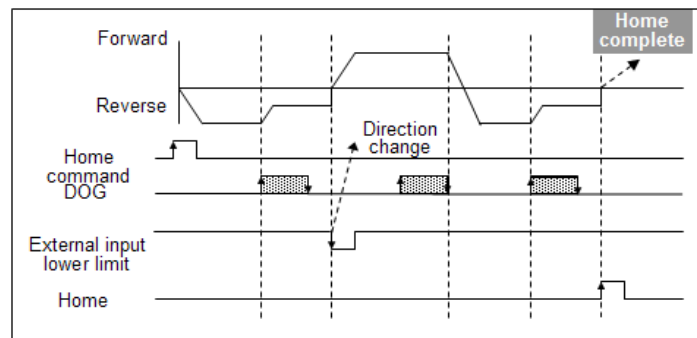 Forward
Home
complete
Reverse
Direction
change
Home
command
DOG
External input
lower limit
Home